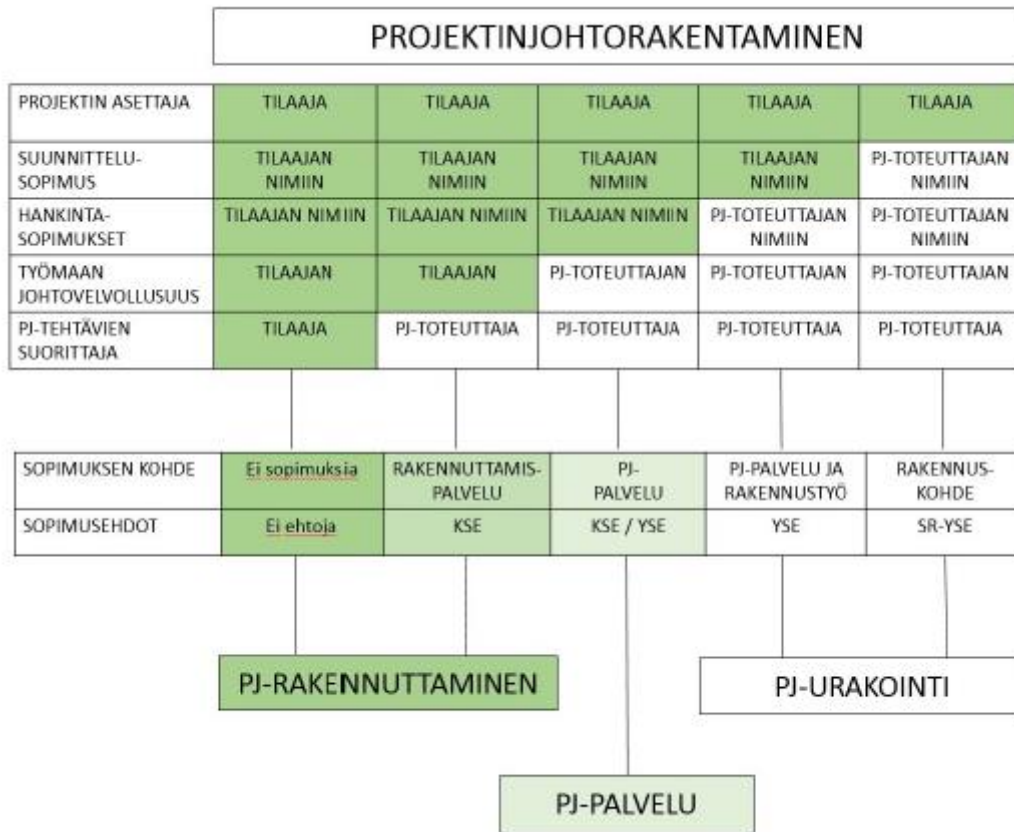 PROJEKTINJOHTORAKENTAMINEN
PROJEKTIN ASETTAJA TILAAJA TILAAJA TILAAJA TILAAJA TILAAJA
SUUNNITTELU- TILAAJAN TILAAJAN TILAAJAN TILAAJAN PJ-TOTEUTTAJAN
SOPIMUS NIMIIN NIMIIN NIMIIN NIMIIN NIMIIN
HANKINTA- TILAAJAN NIMIIN TILAAJAN NIMIIN TILAAJAN NIMIIN PJ-TOTEUTTAJAN PJ-TOTEUTTAJAN
SOPIMUKSET NIMIIN NIMIIN
TYÖMAAN TILAAJAN TILAAJAN PJ-TOTEUTTAJAN PJ-TOTEUTTAJAN PJ-TOTEUTTAJAN
JOHTOVELVOLLUSUUS
PJ-TEHTÄVIEN TILAAJA PJ-TOTEUTTAJA PJ-TOTEUTTAJA PJ-TOTEUTTAJA PJ-TOTEUTTAJA
SUORITTAJA
SOPIMUKSEN KOHDE Ei sopimuksia RAKENNUTTAMIS- PJ- PJ-PALVELU JA RAKENNUS-
PALVELU PALVELU RAKENNUSTYÖ KOHDE
SOPIMUSEHDOT Ei ehtoja KSE KSE / YSE YSE SR-YSE
PJ-RAKENNUTTAMINEN PJ-URAKOINTI
PJ-PALVELU